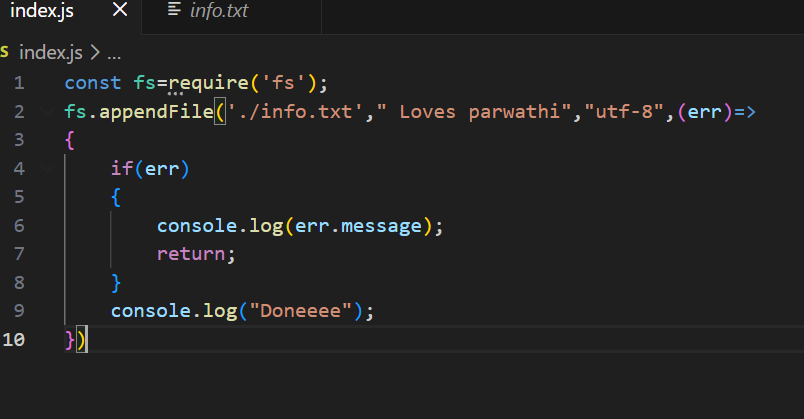 index.js × info.txt
S index.js > ...
1 const fs=require('fs');
2 fs.appendFile('./info.txt'," Loves parwathi","utf-8",(err)=>
3 {
4 if(err)
5 {
6 console.log(err.message);
7 return;
8 }
9 console.log("Doneeee");
10 })